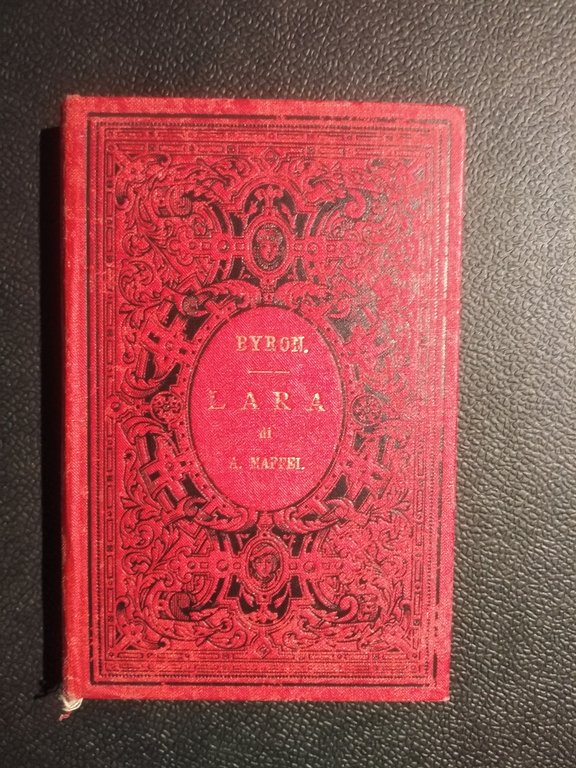 BYRON.
LARA
di
A. MAFFEI.